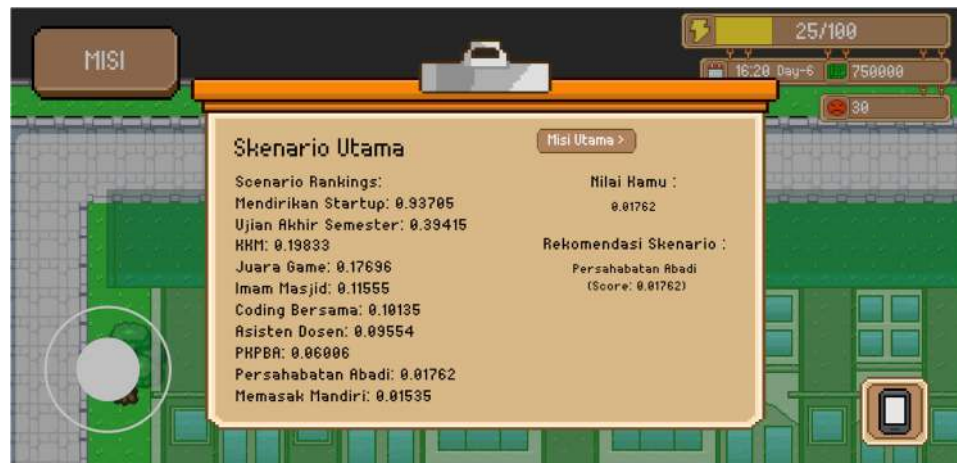 MISI
25/100
16:20 Day-6
750000
30
Skenario Utama
Scenario Rankings:
Mendirikan Startup: 0.93705
Ujian Akhir Semester: 0.39415
KKM: 0.19833
Juara Game: 0.17696
Imam Masjid: 0.11555
Coding Bersama: 0.10135
Asisten Dosen: 0.09554
PKPBA: 0.06006
Persahabatan Abadi: 0.01762
Memasak Mandiri: 0.01535
Misi Utama >
Nilai Kamu :
0.01762
Rekomendasi Skenario :
Persahabatan Abadi
(Score: 0.01762)